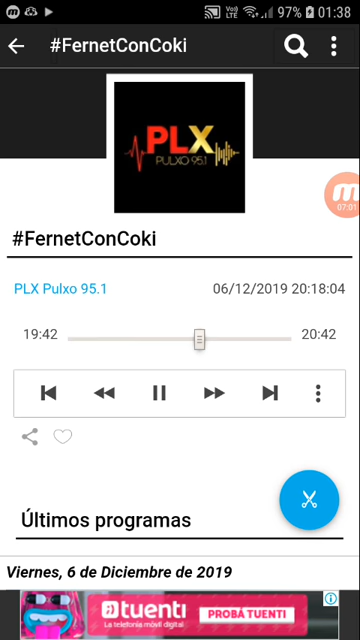 VoD LTE 97% 01:38
#FernetConCoki
PLX
PULXO 95.1
07:01
#FernetConCoki
PLX Pulxo 95.1 06/12/2019 20:18:04
19:42 20:42
Últimos programas
Viernes, 6 de Diciembre de 2019
tuenti
La telefonía móvil digital
PROBÁ TUENTI